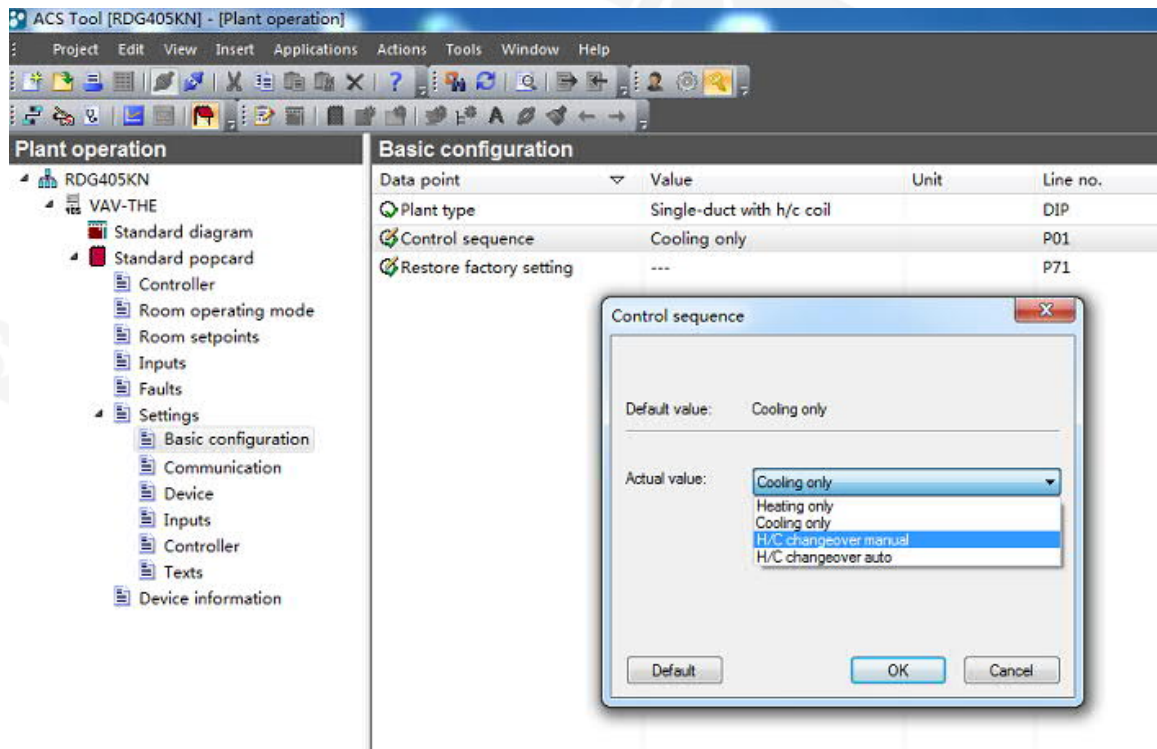 ACS Tool [RDG405KN] - [Plant operation]
Project Edit View Insert Applications Actions Tools Window Help
Plant operation
RDG405KN
VAV-THE
Standard diagram
Standard popcard
Controller
Room operating mode
Room setpoints
Inputs
Faults
Settings
Basic configuration
Communication
Device
Inputs
Controller
Texts
Device information
Basic configuration
Data point Value Unit Line no.
Plant type Single-duct with h/c coil DIP
Control sequence Cooling only P01
Restore factory setting --- P71
Control sequence
Default value: Cooling only
Actual value: Cooling only
Heating only
Cooling only
H/C changeover manual
H/C changeover auto
Default OK Cancel